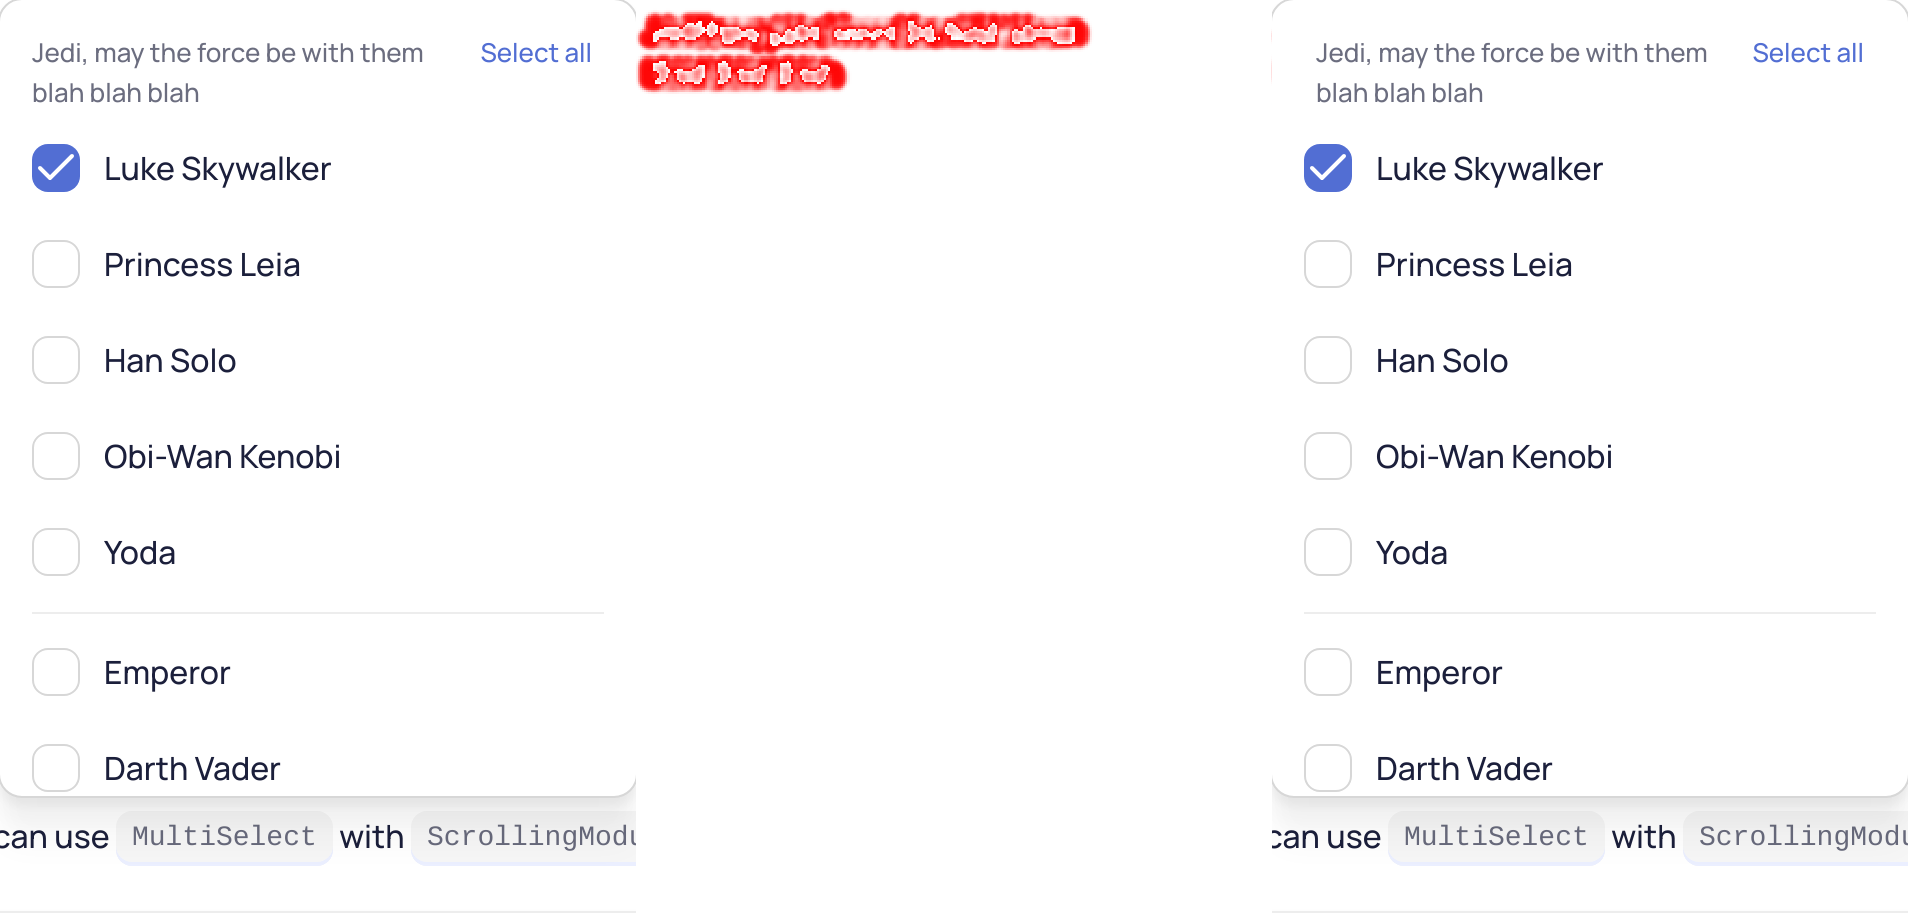 Jedi, may the force be with them Select all
blah blah blah
Luke Skywalker
Princess Leia
Han Solo
Obi-Wan Kenobi
Yoda
Emperor
Darth Vader
can use MultiSelect with ScrollingModu
Jedi, may the force be with them Select all
blah blah blah
Luke Skywalker
Princess Leia
Han Solo
Obi-Wan Kenobi
Yoda
Emperor
Darth Vader
can use MultiSelect with ScrollingModu